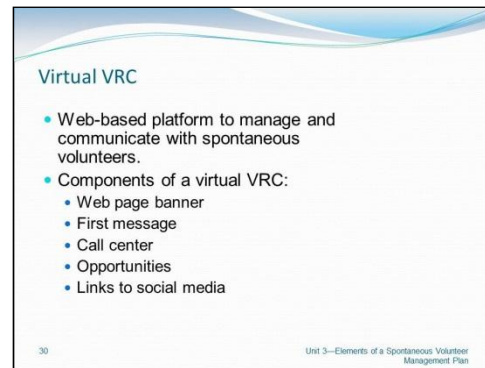 Virtual VRC
• Web-based platform to manage and
communicate with spontaneous
volunteers.
• Components of a virtual VRC:
• Web page banner
• First message
• Call center
• Opportunities
• Links to social media
30
Unit 3—Elements of a Spontaneous Volunteer
Management Plan